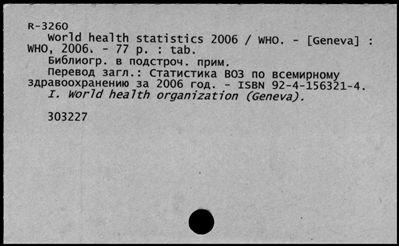 R-3260
World health statistics 2006 / WHO. - [Geneva] :
WHO, 2006. - 77 p. : tab.
Библиогр. в подстроч. прим.
Перевод загл.: Статистика ВОЗ по всемирному
здравоохранению за 2006 год. - ISBN 92-4-156321-4.
I. World health organization (Geneva).
303227